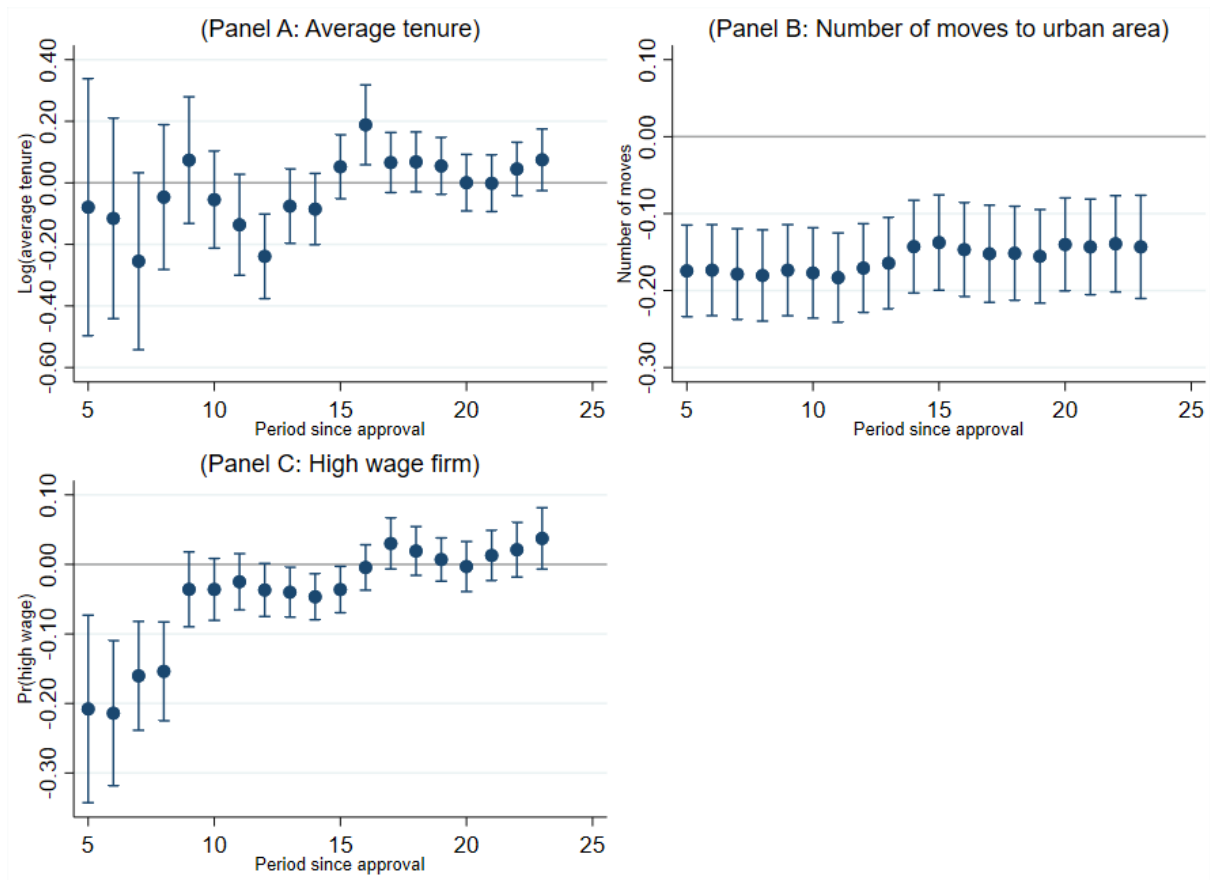 (Panel A: Average tenure)
Log(average tenure)
0.40
0.20
0.00
-0.20
-0.40
-0.60
5 10 15 20 25
Period since approval
(Panel B: Number of moves to urban area)
Number of moves
0.10
0.00
-0.10
-0.20
-0.30
5 10 15 20 25
Period since approval
(Panel C: High wage firm)
Pr(high wage)
0.10
0.00
-0.10
-0.20
-0.30
5 10 15 20 25
Period since approval